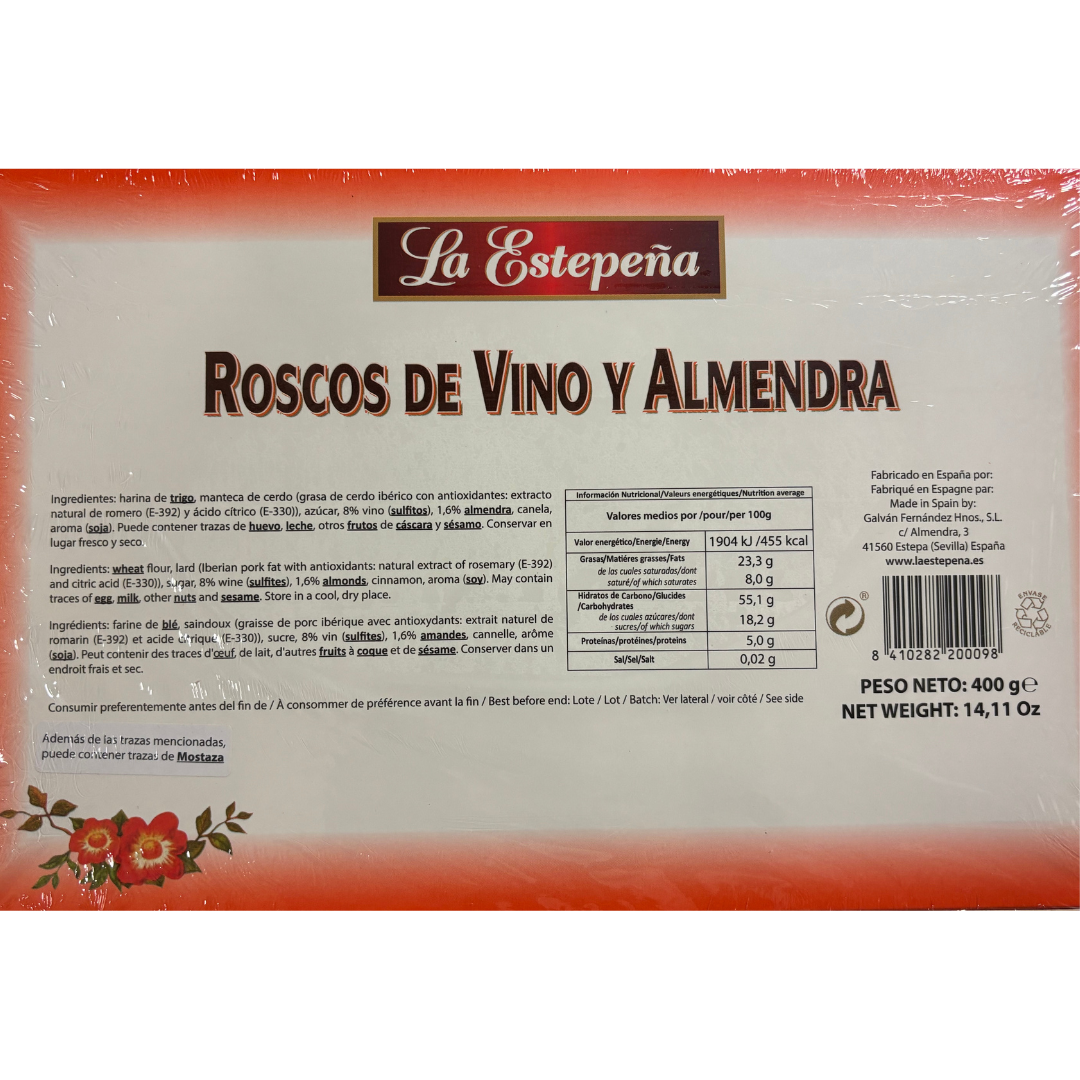 La Estepeña
ROSCOS DE VINO Y ALMENDRA
Ingredientes: harina de trigo, manteca de cerdo (grasa de cerdo ibérico con antioxidantes: extracto
natural de romero (E-392) y ácido cítrico (E-330)), azúcar, 8% vino (sulfitos), 1,6% almendra, canela,
aroma (soja). Puede contener trazas de huevo, leche, otros frutos de cáscara y sésamo. Conservar en
lugar fresco y seco.
Ingredients: wheat flour, lard (Iberian pork fat with antioxidants: natural extract of rosemary (E-392)
and citric acid (E-330)), sugar, 8% wine (sulfites), 1,6% almonds, cinnamon, aroma (soy). May contain
traces of egg, milk, other nuts and sesame. Store in a cool, dry place.
Ingrédients: farine de blé, saindoux (graisse de porc ibérique avec antioxydants: extrait naturel de
romarin (E-392) et acide citrique (E-330)), sucre, 8% vin (sulfites), 1,6% amandes, cannelle, arôme
(soja). Peut contenir des traces d'œuf, de lait, d'autres fruits à coque et de sésame. Conserver dans un
endroit frais et sec.
Información Nutricional/Valeurs energétiques/Nutrition average
Valores medios por /pour/per 100g
Valor energético/Energie/Energy 1904 kJ /455 kcal
Grasas/Matiéres grasses/Fats 23,3 g
de las cuales saturadas/dont
saturé/of which saturates 8,0 g
Hidratos de Carbono/Glucides
/Carbohydrates 55,1 g
de los cuales azúcares/dont
sucres/of which sugars 18,2 g
Proteínas/protéines/proteins 5,0 g
Sal/Sel/Salt 0,02 g
Fabricado en España por:
Fabriqué en Espagne par:
Made in Spain by:
Galván Fernández Hnos., S.L.
c/ Almendra, 3
41560 Estepa (Sevilla) España
www.laestepena.es
®
ENVASE
RECICLABLE
8 410282 200098
PESO NETO: 400 g℮
NET WEIGHT: 14,11 Oz
Consumir preferentemente antes del fin de / À consommer de préférence avant la fin / Best before end: Lote / Lot / Batch: Ver lateral / voir côté / See side
Además de las trazas mencionadas,
puede contener trazas de Mostaza